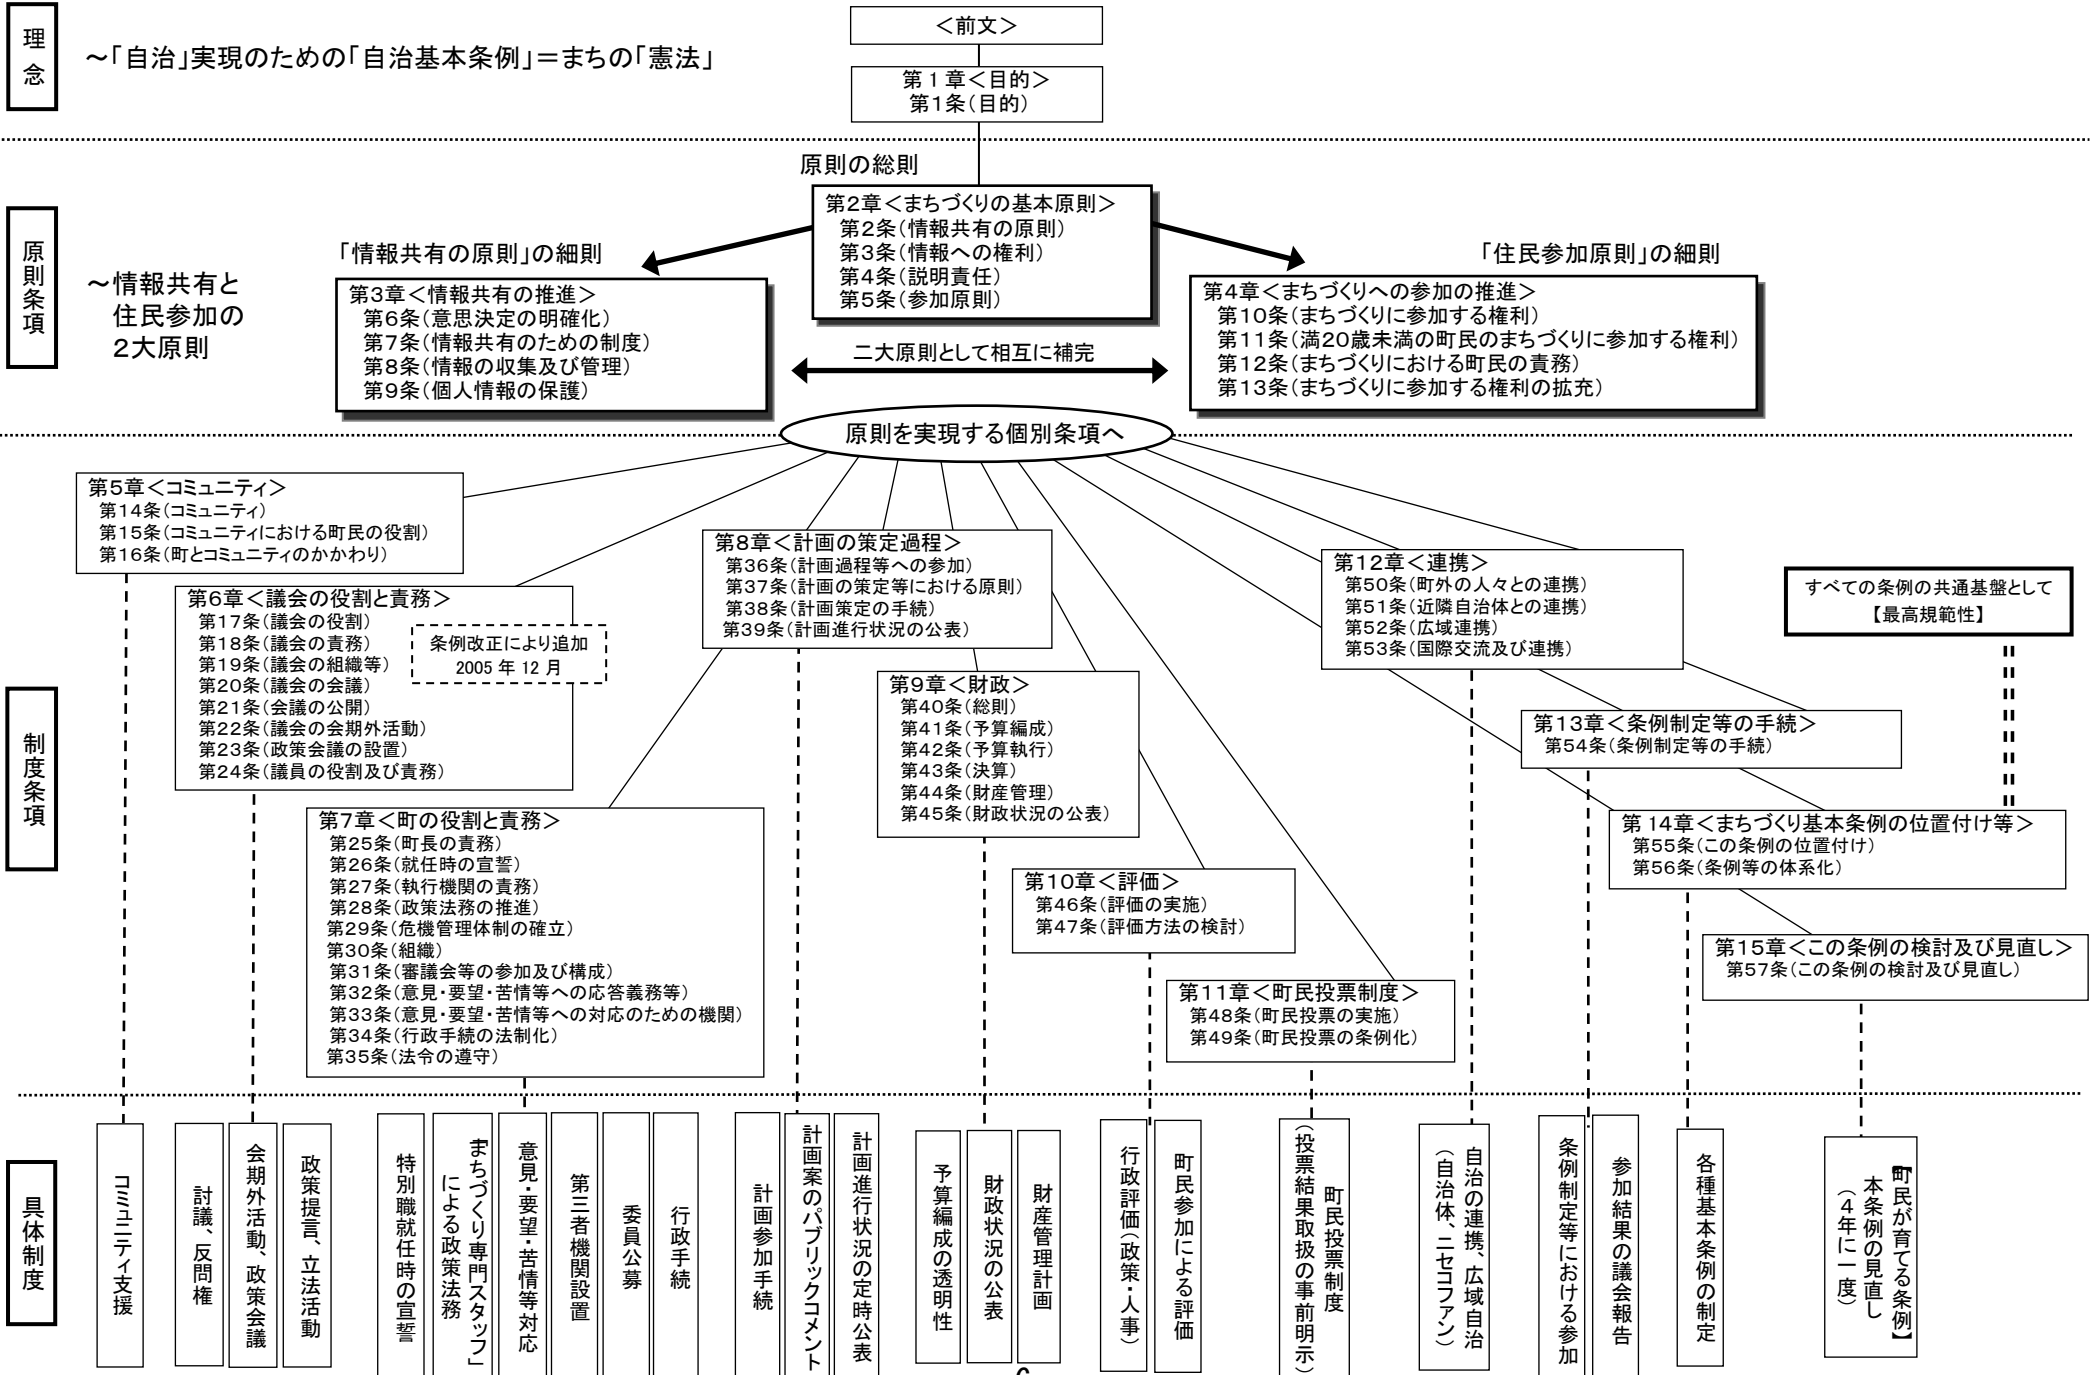 理念
～「自治」実現のための「自治基本条例」＝まちの「憲法」
＜前文＞
第１章＜目的＞
第1条（目的）
原則の総則
原則条項
～情報共有と
住民参加の
２大原則
第2章＜まちづくりの基本原則＞
第2条（情報共有の原則）
第3条（情報への権利）
第4条（説明責任）
第5条（参加原則）
「情報共有の原則」の細則
第3章＜情報共有の推進＞
第6条（意思決定の明確化）
第7条（情報共有のための制度）
第8条（情報の収集及び管理）
第9条（個人情報の保護）
二大原則として相互に補完
「住民参加原則」の細則
第4章＜まちづくりへの参加の推進＞
第10条（まちづくりに参加する権利）
第11条（満20歳未満の町民のまちづくりに参加する権利）
第12条（まちづくりにおける町民の責務）
第13条（まちづくりに参加する権利の拡充）
原則を実現する個別条項へ
制度条項
第5章＜コミュニティ＞
第14条（コミュニティ）
第15条（コミュニティにおける町民の役割）
第16条（町とコミュニティのかかわり）
第6章＜議会の役割と責務＞
第17条（議会の役割）
第18条（議会の責務）
第19条（議会の組織等）
第20条（議会の会議）
第21条（会議の公開）
第22条（議会の会期外活動）
第23条（政策会議の設置）
第24条（議員の役割及び責務）
条例改正により追加
2005 年 12 月
第7章＜町の役割と責務＞
第25条（町長の責務）
第26条（就任時の宣誓）
第27条（執行機関の責務）
第28条（政策法務の推進）
第29条（危機管理体制の確立）
第30条（組織）
第31条（審議会等の参加及び構成）
第32条（意見・要望・苦情等への応答義務等）
第33条（意見・要望・苦情等への対応のための機関）
第34条（行政手続の法制化）
第35条（法令の遵守）
第8章＜計画の策定過程＞
第36条（計画過程等への参加）
第37条（計画の策定等における原則）
第38条（計画策定の手続）
第39条（計画進行状況の公表）
第9章＜財政＞
第40条（総則）
第41条（予算編成）
第42条（予算執行）
第43条（決算）
第44条（財産管理）
第45条（財政状況の公表）
第10章＜評価＞
第46条（評価の実施）
第47条（評価方法の検討）
第11章＜町民投票制度＞
第48条（町民投票の実施）
第49条（町民投票の条例化）
第12章＜連携＞
第50条（町外の人々との連携）
第51条（近隣自治体との連携）
第52条（広域連携）
第53条（国際交流及び連携）
すべての条例の共通基盤として
【最高規範性】
第13章＜条例制定等の手続＞
第54条（条例制定等の手続）
第 14章＜まちづくり基本条例の位置付け等＞
第55条（この条例の位置付け）
第56条（条例等の体系化）
第15章＜この条例の検討及び見直し＞
第57条（この条例の検討及び見直し）
具体制度
コミュニティ支援
討議、反問権
会期外活動、政策会議
政策提言、立法活動
特別職就任時の宣誓
「まちづくり専門スタッフ」
による政策法務
意見・要望・苦情等対応
第三者機関設置
委員公募
行政手続
計画参加手続
計画案のパブリックコメント
計画進行状況の定時公表
予算編成の透明性
財政状況の公表
財産管理計画
行政評価（政策・人事）
町民参加による評価
町民投票制度
（投票結果取扱の事前明示）
自治の連携、広域自治
（自治体、ニセコファン）
条例制定等における参加
参加結果の議会報告
各種基本条例の制定
【町民が育てる条例】
本条例の見直し
（４年に一度）